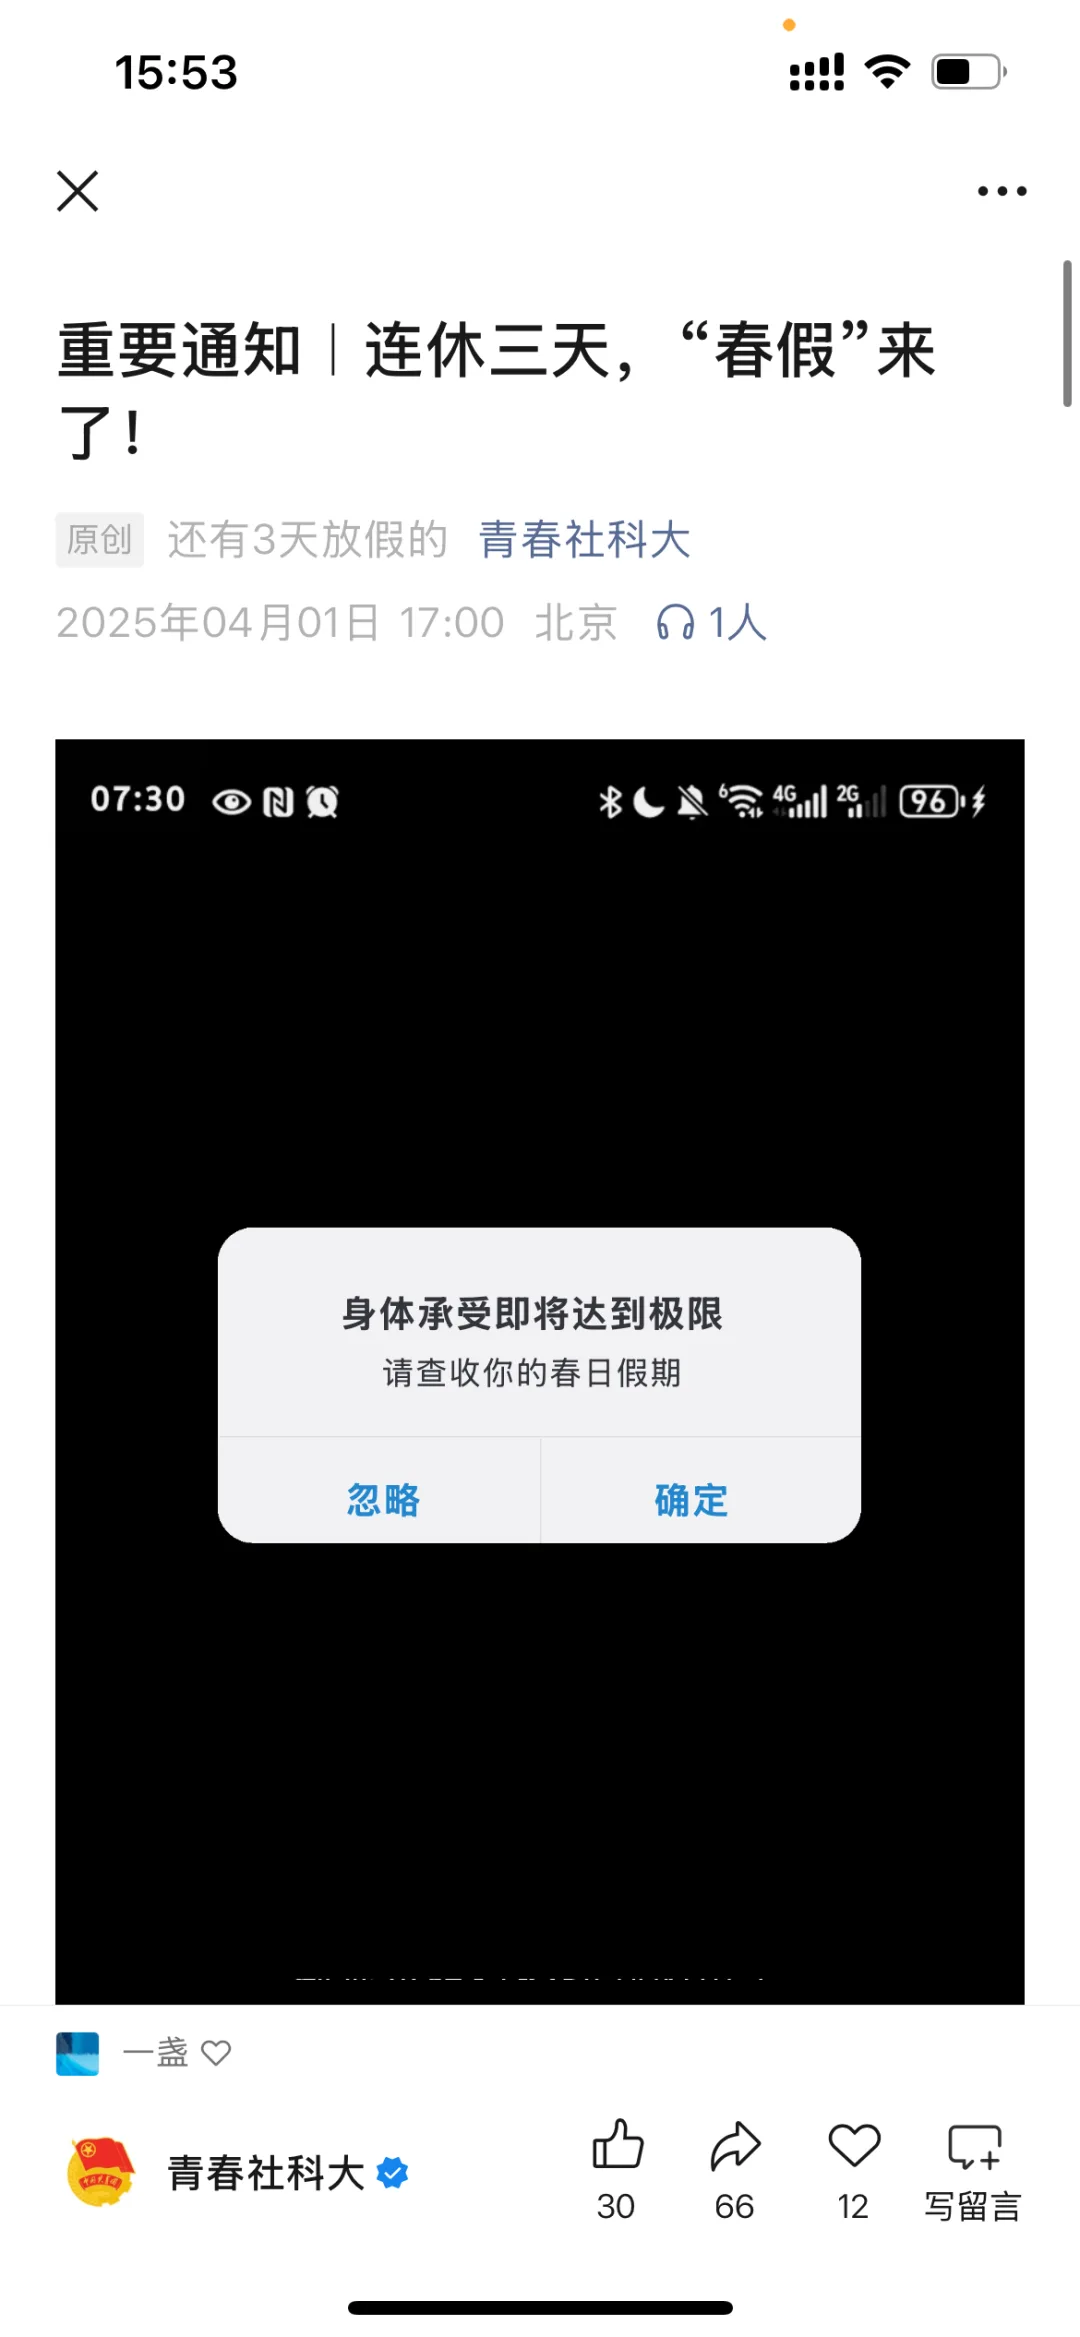 15:53
重要通知｜连休三天，“春假”来
了！
原创 还有3天放假的 青春社科大
2025年04月01日 17:00 北京 1人
07:30 6 4G 2G 96
身体承受即将达到极限
请查收你的春日假期
忽略 确定
一盏
青春社科大
30 66 12 写留言